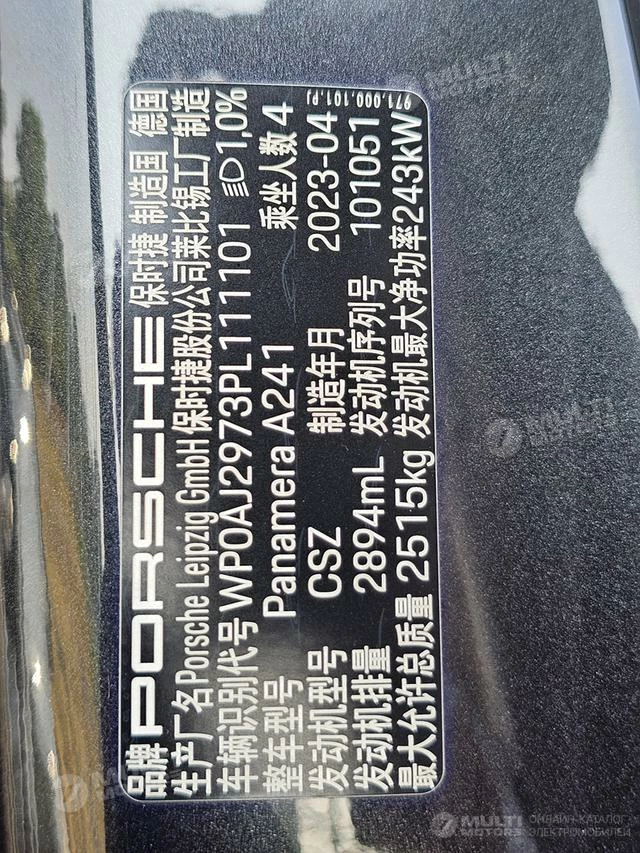 品牌 PORSCHE 保时捷 制造国 德国
生产厂名 Porsche Leipzig GmbH 保时捷股份公司莱比锡工厂制造
车辆识别代号 WP0AJ2973PL111101 1,0%
整车型号 Panamera A241 乘坐人数 4
971.000.101.PJ
发动机型号 CSZ 制造年月 2023-04
发动机排量 2894mL 发动机序列号 101051
最大允许总质量 2515kg 发动机最大净功率 243kW
MULTI MOTORS
ОНЛАЙН-КАТАЛОГ
ЭЛЕКТРОМОБИЛЕЙ